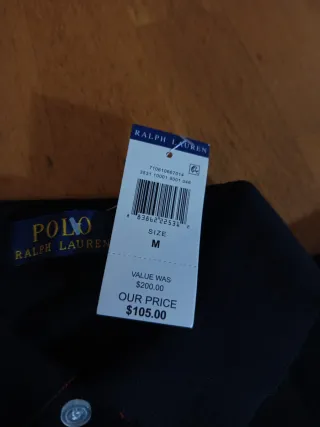 RALPH LAUREN
SIZE
M
VALUE WAS
$200.00
OUR PRICE
$105.00
POLO
RALPH LAUREN